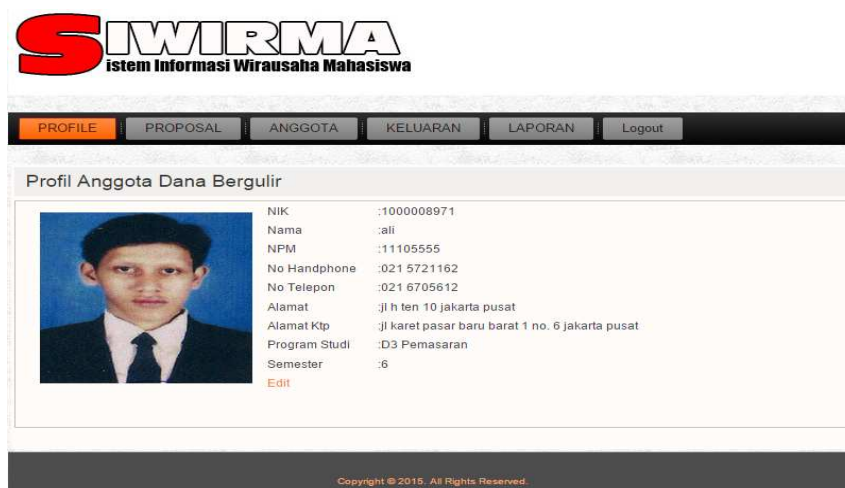 SIWIRMA
istem Informasi Wirausaha Mahasiswa
PROFILE PROPOSAL ANGGOTA KELUARAN LAPORAN Logout
Profil Anggota Dana Bergulir
NIK :1000008971
Nama :ali
NPM :11105555
No Handphone :021 5721162
No Telepon :021 6705612
Alamat :jl h ten 10 jakarta pusat
Alamat Ktp :jl karet pasar baru barat 1 no. 6 jakarta pusat
Program Studi :D3 Pemasaran
Semester :6
Edit
Copyright © 2015. All Rights Reserved.